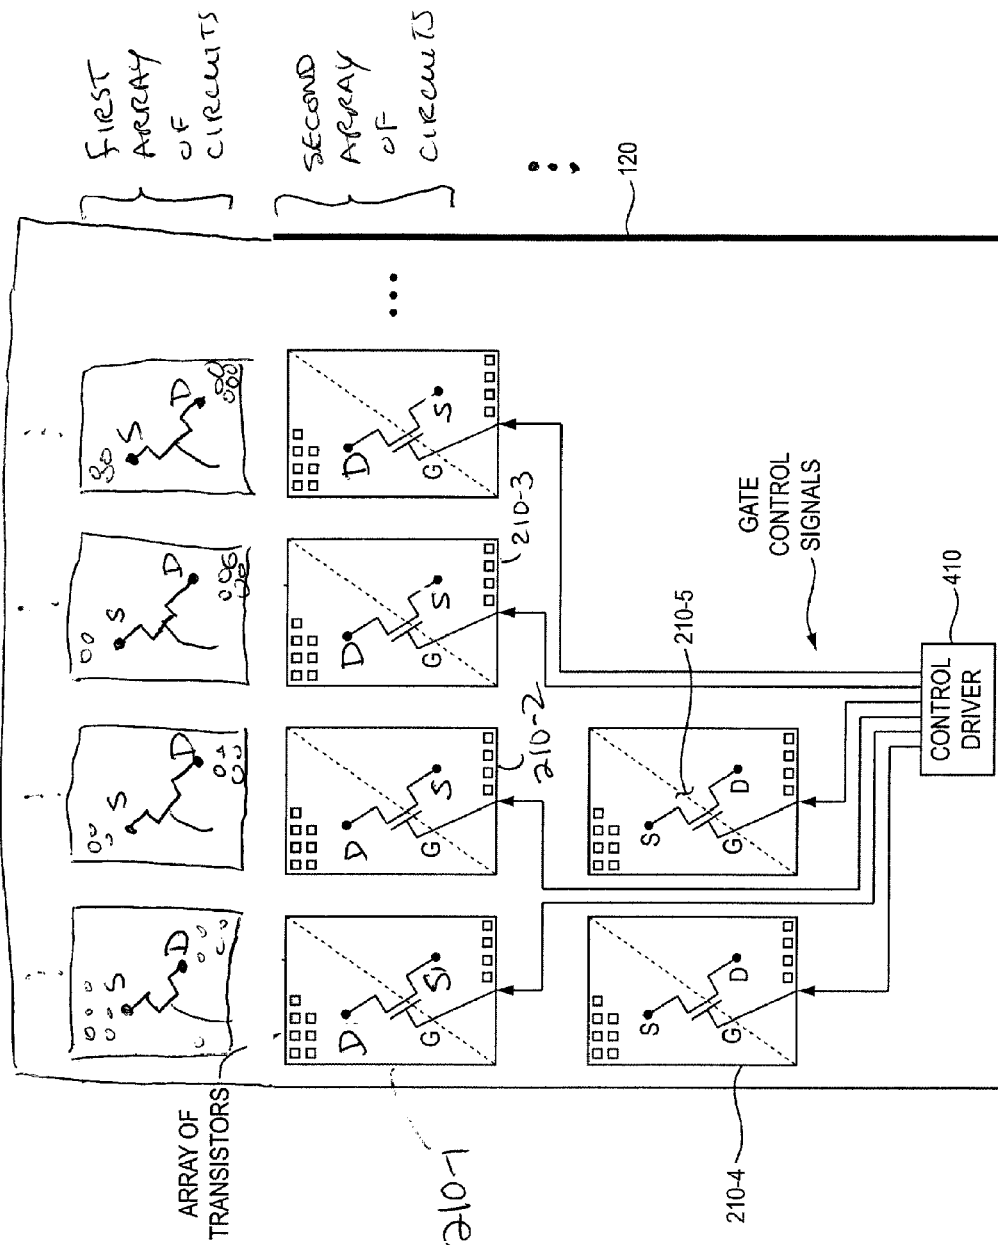 ARRAY OF
TRANSISTORS
S
D
S
D
S
D
S
D
FIRST
ARRAY
OF
CIRCUITS
210-1
D
G
S
D
G
S
210-2
D
G
S
210-3
D
G
S
SECOND
ARRAY
OF
CIRCUITS
120
210-4
S
G
D
S
G
D
210-5
GATE
CONTROL
SIGNALS
CONTROL
DRIVER
410